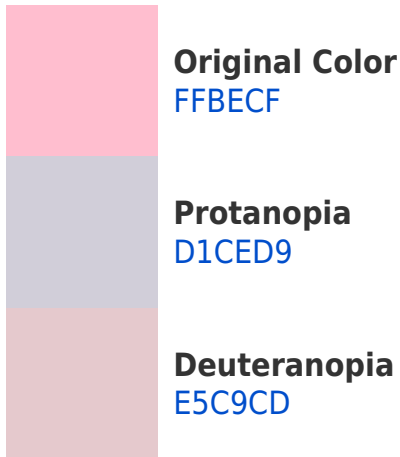 Original Color
FFBECF
Protanopia
D1CED9
Deuteranopia
E5C9CD